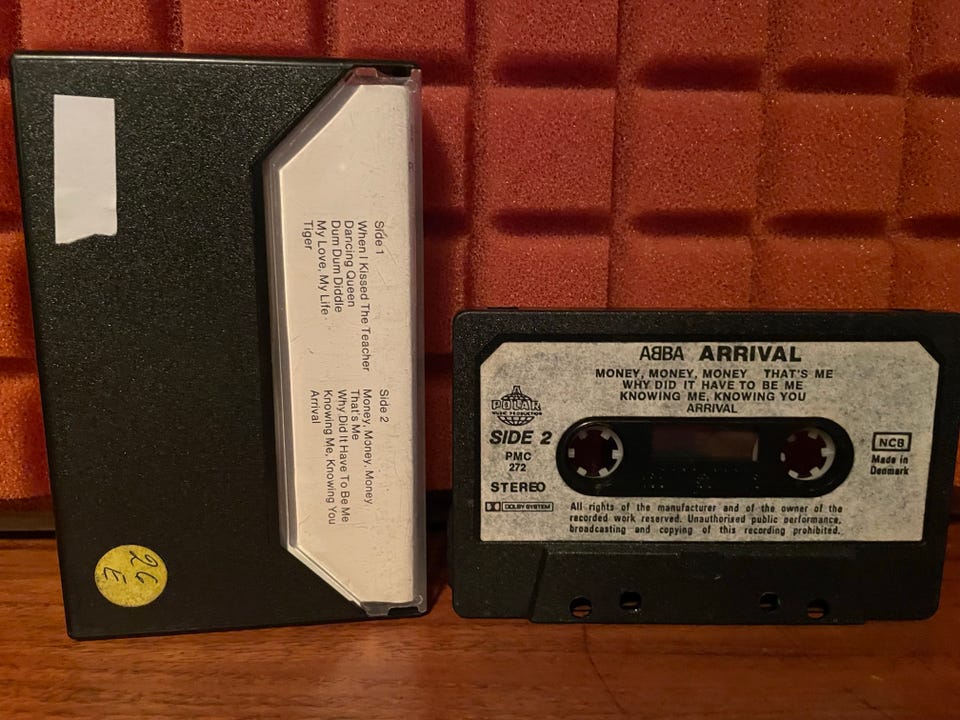 Side 1
When I Kissed The Teacher
Dancing Queen
Dum Dum Diddle
My Love, My Life
Tiger
Side 2
Money, Money, Money,
That's Me
Why Did It Have To Be Me
Knowing Me, Knowing You
Arrival
26
E
ABBA ARRIVAL
MONEY, MONEY, MONEY THAT'S ME
WHY DID IT HAVE TO BE ME
KNOWING ME, KNOWING YOU
ARRIVAL
A
POLAR
MUSIC PRODUCTION
SIDE 2
PMC
272
STEREO
DOLBY SYSTEM
NCB
Made in
Denmark
All rights of the manufacturer and of the owner of the
recorded work reserved. Unauthorised public performance,
broadcasting and copying of this recording prohibited.